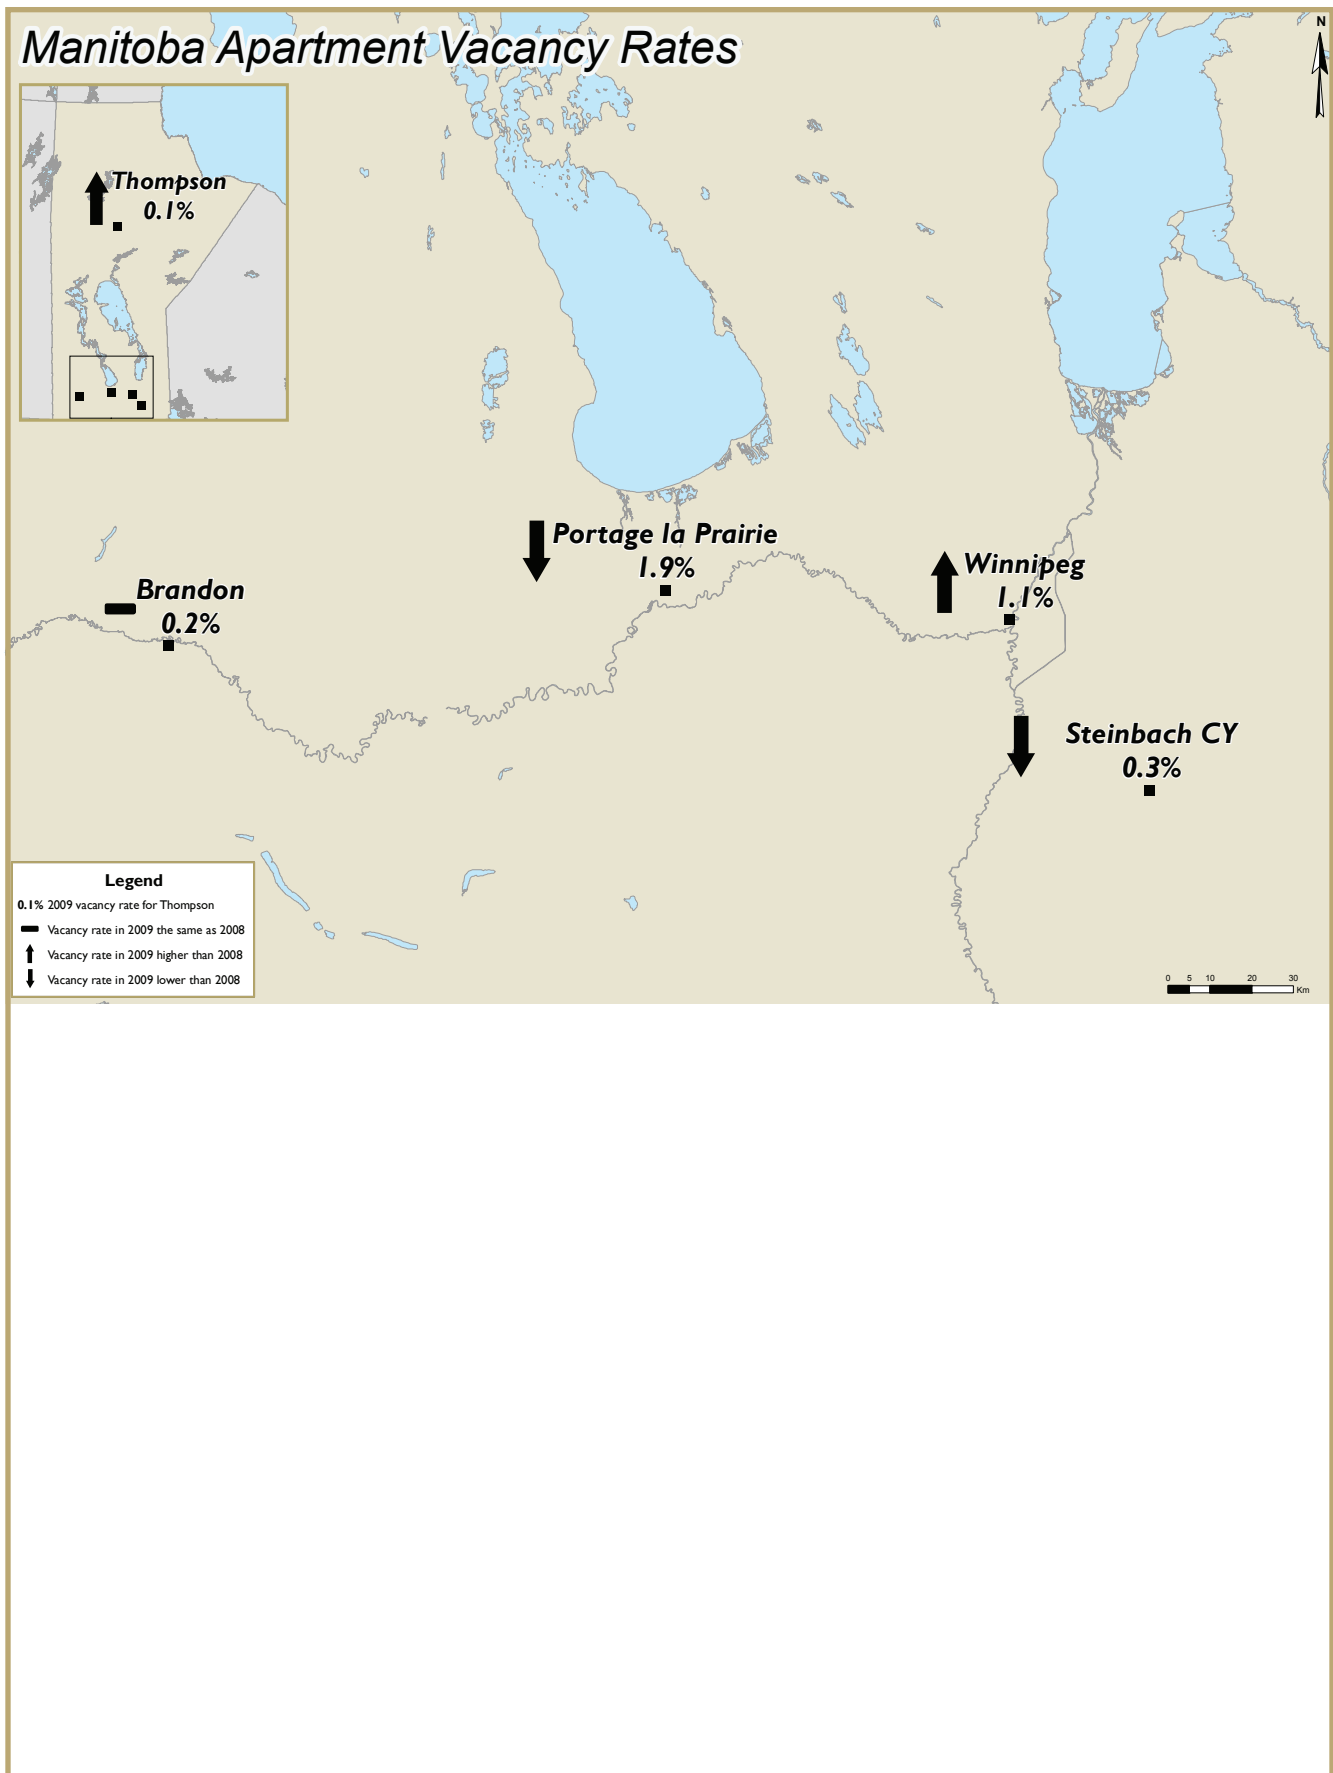 Manitoba Apartment Vacancy Rates
N
Thompson
0.1%
Portage la Prairie
1.9%
Winnipeg
1.1%
Brandon
0.2%
Steinbach CY
0.3%
Legend
0.1% 2009 vacancy rate for Thompson
Vacancy rate in 2009 the same as 2008
Vacancy rate in 2009 higher than 2008
Vacancy rate in 2009 lower than 2008
0 5 10 20 30
Km